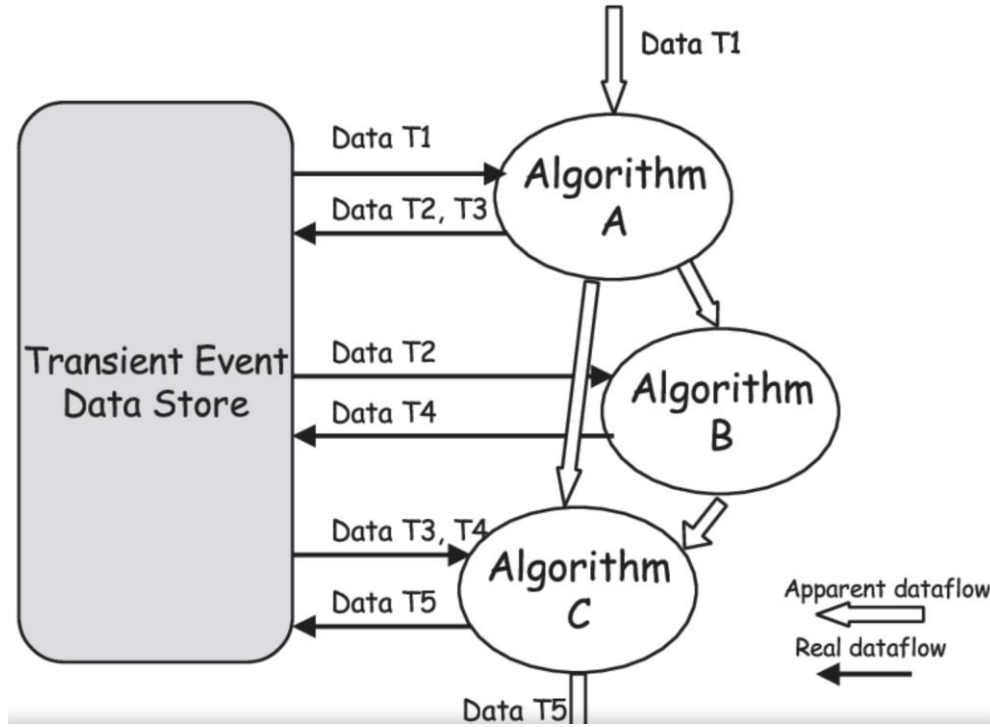 Data T1
Data T1
Algorithm
A
Data T2, T3
Transient Event
Data Store
Data T2
Algorithm
B
Data T4
Data T3, T4
Algorithm
C
Data T5
Apparent dataflow
Real dataflow
Data T5